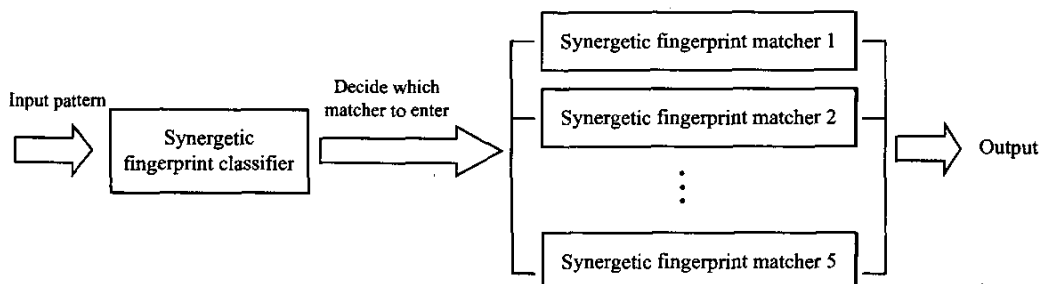 Input pattern
Synergetic
fingerprint classifier
Decide which
matcher to enter
Synergetic fingerprint matcher 1
Synergetic fingerprint matcher 2
Synergetic fingerprint matcher 5
Output